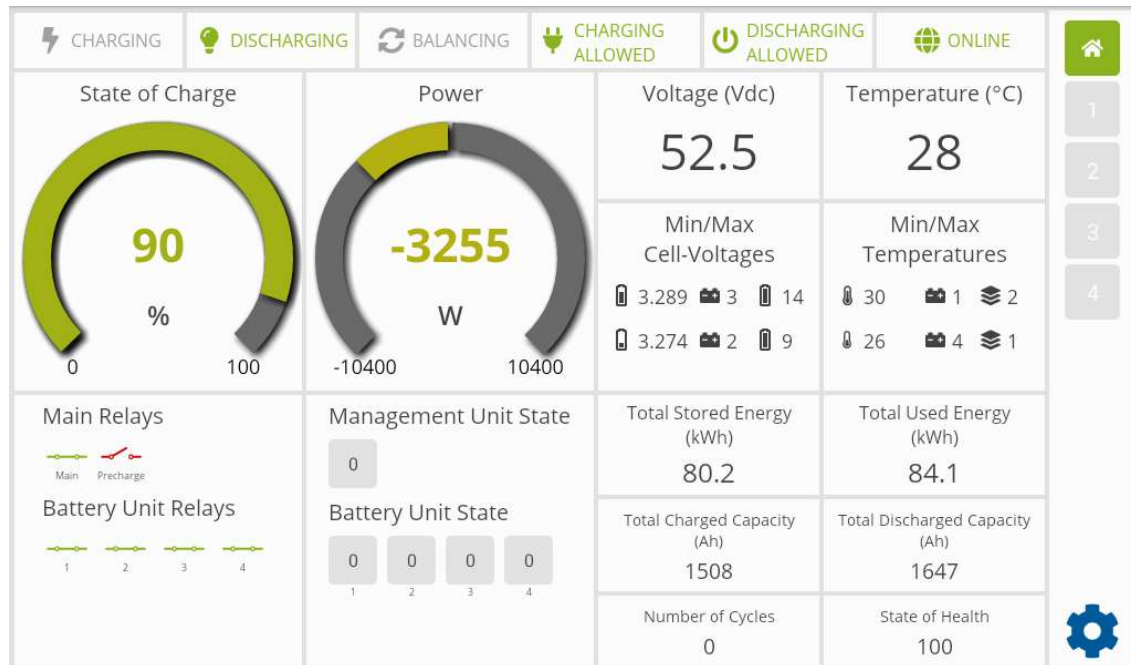 CHARGING
DISCHARGING
BALANCING
CHARGING
ALLOWED
DISCHARGING
ALLOWED
ONLINE
State of Charge
90
%
0
100
Power
-3255
W
-10400
10400
Voltage (Vdc)
52.5
Temperature (°C)
28
Min/Max
Cell-Voltages
3.289 3 14
3.274 2 9
Min/Max
Temperatures
30 1 2
26 4 1
Main Relays
Main Precharge
Battery Unit Relays
1 2 3 4
Management Unit State
0
Battery Unit State
0 0 0 0
1 2 3 4
Total Stored Energy
(kWh)
80.2
Total Used Energy
(kWh)
84.1
Total Charged Capacity
(Ah)
1508
Total Discharged Capacity
(Ah)
1647
Number of Cycles
0
State of Health
100
1
2
3
4